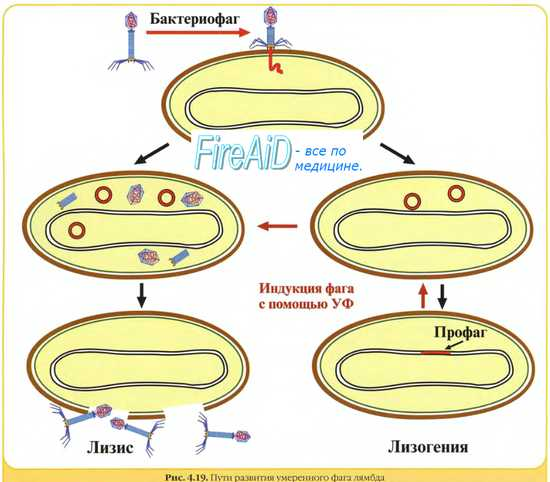 Бактериофаг
FireAiD - все по
медицине.
Индукция фага
с помощью УФ
Профаг
Лизис
Лизогения
Рис. 4.19. Пути развития умеренного фага лямбда